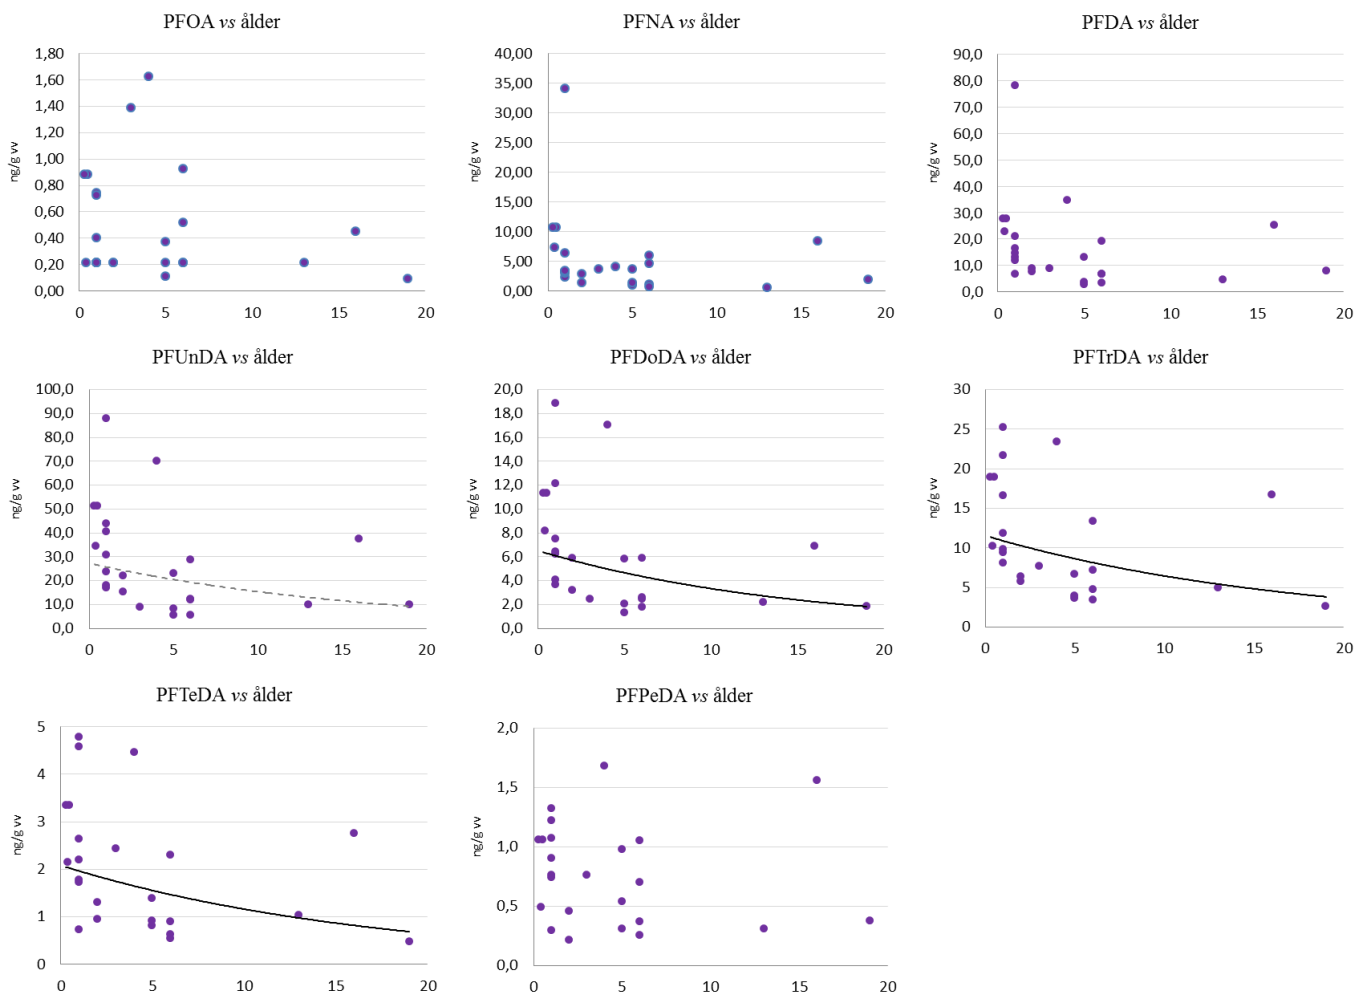 PFOA vs ålder
PFNA vs ålder
PFDA vs ålder
ng/g vv
1,80
1,60
1,40
1,20
1,00
0,80
0,60
0,40
0,20
0,00
0 5 10 15 20
ng/g vv
40,00
35,00
30,00
25,00
20,00
15,00
10,00
5,00
0,00
0 5 10 15 20
ng/g vv
90,0
80,0
70,0
60,0
50,0
40,0
30,0
20,0
10,0
0,0
0 5 10 15 20
PFUnDA vs ålder
PFDoDA vs ålder
PFTrDA vs ålder
ng/g vv
100,0
90,0
80,0
70,0
60,0
50,0
40,0
30,0
20,0
10,0
0,0
0 5 10 15 20
ng/g vv
20,0
18,0
16,0
14,0
12,0
10,0
8,0
6,0
4,0
2,0
0,0
0 5 10 15 20
ng/g vv
30
25
20
15
10
5
0
0 5 10 15 20
PFTeDA vs ålder
PFPeDA vs ålder
ng/g vv
5
4
3
2
1
0
0 5 10 15 20
ng/g vv
2,0
1,5
1,0
0,5
0,0
0 5 10 15 20